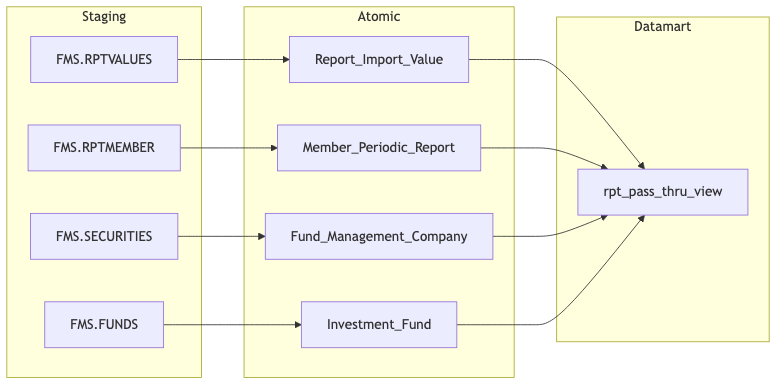 Staging
Atomic
Datamart
FMS.RPTVALUES
Report_Import_Value
FMS.RPTMEMBER
Member_Periodic_Report
rpt_pass_thru_view
FMS.SECURITIES
Fund_Management_Company
FMS.FUNDS
Investment_Fund